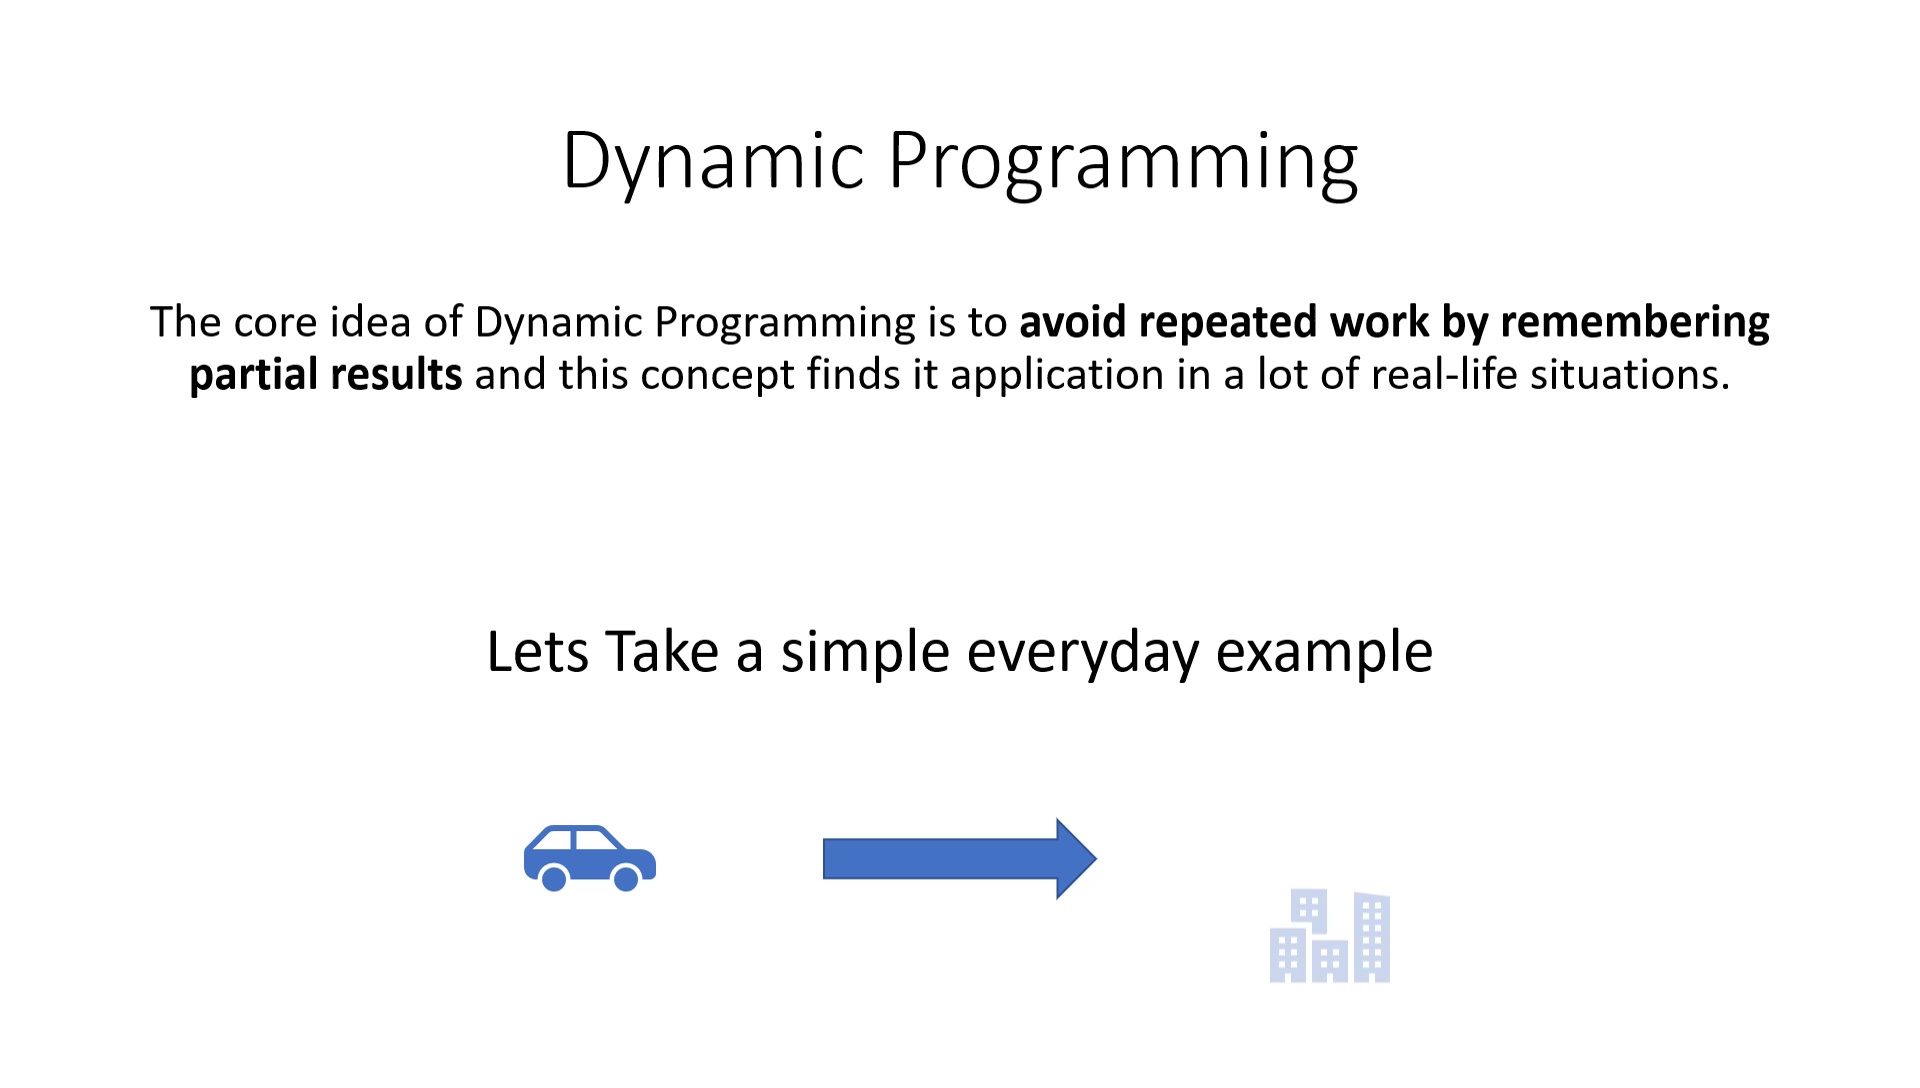 Dynamic Programming
The core idea of Dynamic Programming is to avoid repeated work by remembering
partial results and this concept finds it application in a lot of real-life situations.
Lets Take a simple everyday example